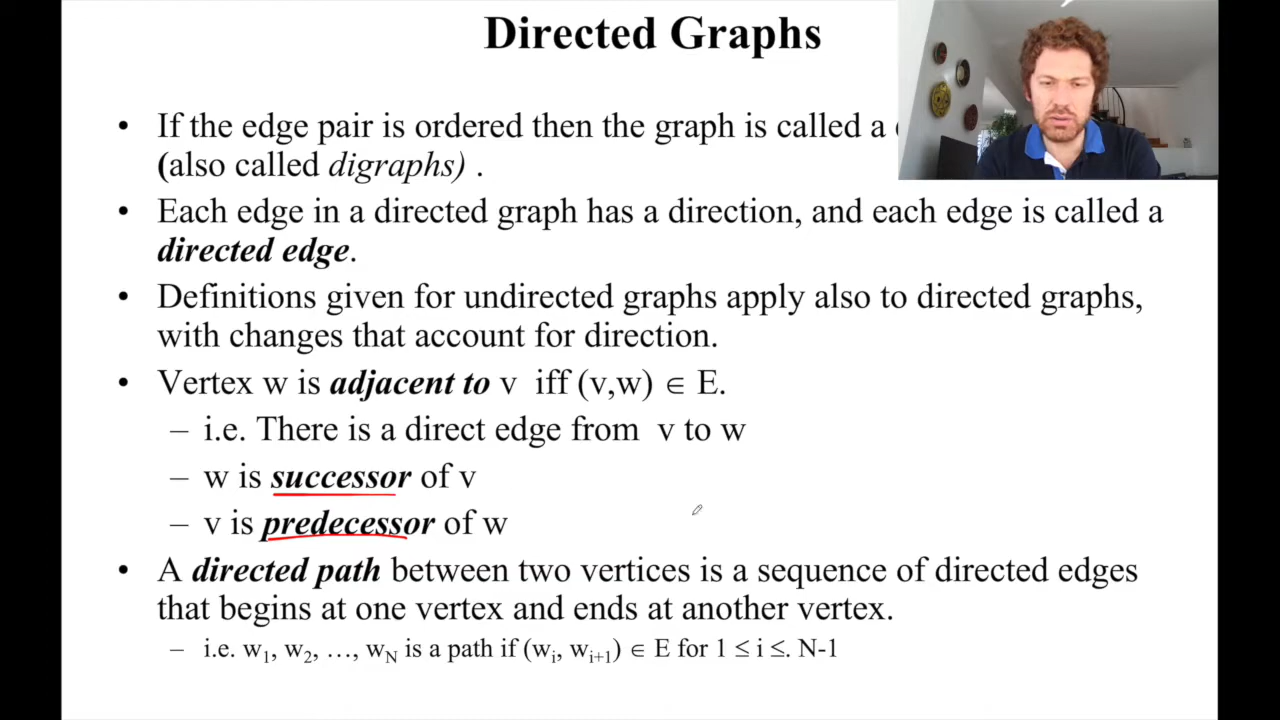 Directed Graphs
• If the edge pair is ordered then the graph is called a
(also called digraphs) .
• Each edge in a directed graph has a direction, and each edge is called a
directed edge.
• Definitions given for undirected graphs apply also to directed graphs,
with changes that account for direction.
• Vertex w is adjacent to v iff (v,w) ∈ E.
– i.e. There is a direct edge from v to w
– w is successor of v
– v is predecessor of w
• A directed path between two vertices is a sequence of directed edges
that begins at one vertex and ends at another vertex.
– i.e. w₁, w₂, …, w_N is a path if (wᵢ, wᵢ₊₁) ∈ E for 1 ≤ i ≤. N-1